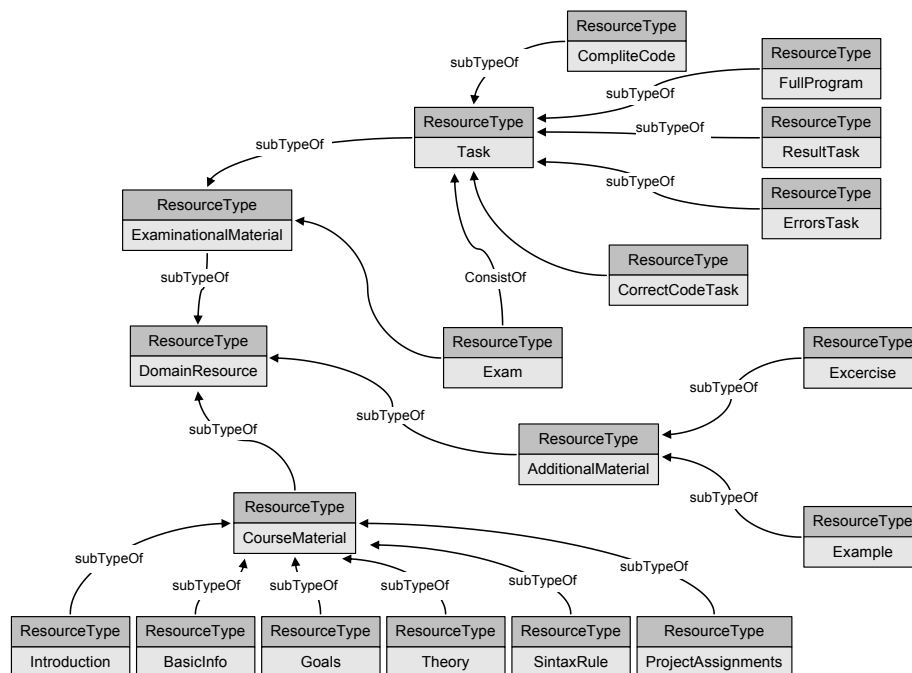 ResourceType
CompliteCode
subTypeOf
ResourceType
FullProgram
subTypeOf
ResourceType
Task
ResourceType
ResultTask
subTypeOf
subTypeOf
ResourceType
ErrorsTask
subTypeOf
ResourceType
ExaminationalMaterial
subTypeOf
ResourceType
CorrectCodeTask
ConsistOf
ResourceType
DomainResource
ResourceType
Exam
ResourceType
Excercise
subTypeOf
subTypeOf
subTypeOf
ResourceType
AdditionalMaterial
subTypeOf
ResourceType
CourseMaterial
ResourceType
Example
subTypeOf
subTypeOf
subTypeOf
subTypeOf
subTypeOf
subTypeOf
ResourceType
Introduction
ResourceType
BasicInfo
ResourceType
Goals
ResourceType
Theory
ResourceType
SintaxRule
ResourceType
ProjectAssignments